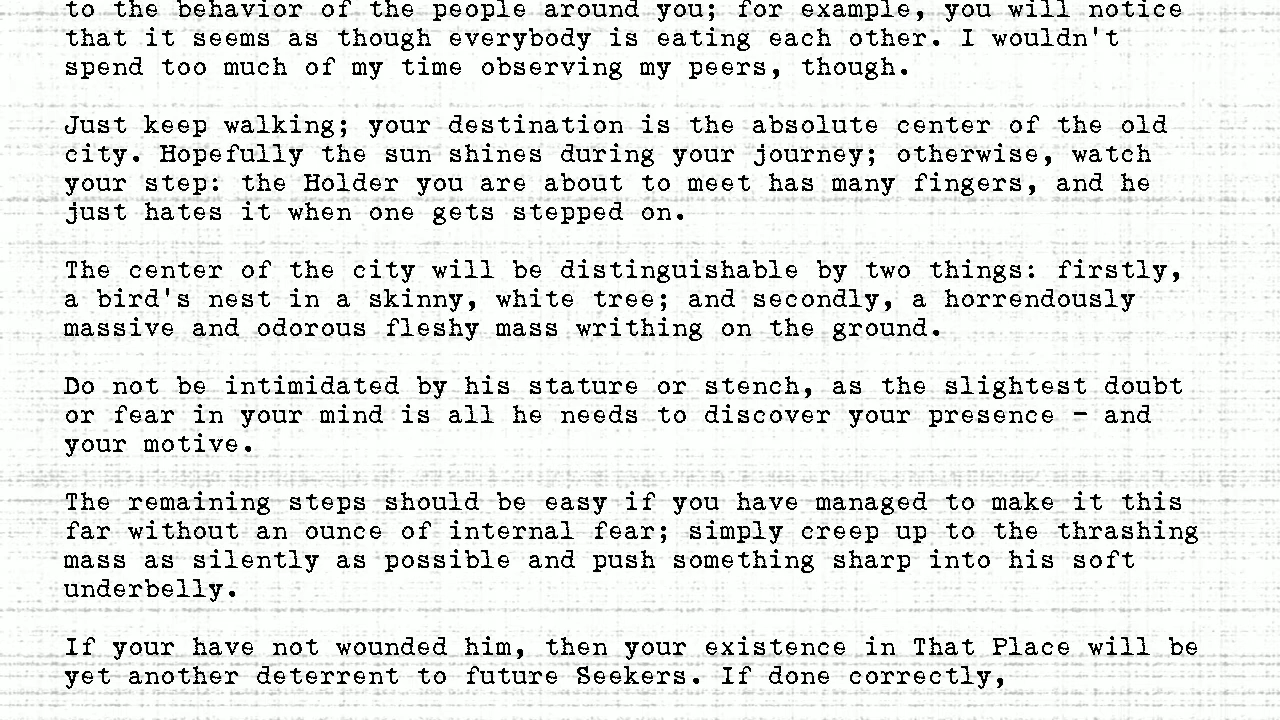 to the behavior of the people around you; for example, you will notice
that it seems as though everybody is eating each other. I wouldn't
spend too much of my time observing my peers, though.
Just keep walking; your destination is the absolute center of the old
city. Hopefully the sun shines during your journey; otherwise, watch
your step: the Holder you are about to meet has many fingers, and he
just hates it when one gets stepped on.
The center of the city will be distinguishable by two things: firstly,
a bird's nest in a skinny, white tree; and secondly, a horrendously
massive and odorous fleshy mass writhing on the ground.
Do not be intimidated by his stature or stench, as the slightest doubt
or fear in your mind is all he needs to discover your presence – and
your motive.
The remaining steps should be easy if you have managed to make it this
far without an ounce of internal fear; simply creep up to the thrashing
mass as silently as possible and push something sharp into his soft
underbelly.
If your have not wounded him, then your existence in That Place will be
yet another deterrent to future Seekers. If done correctly,